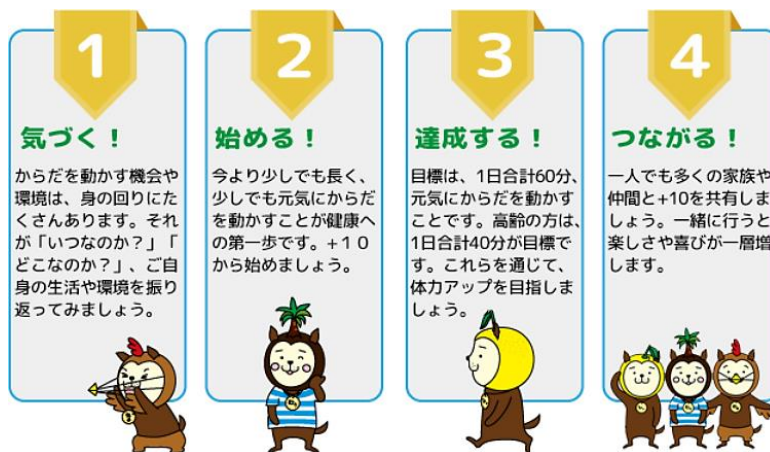 1
気づく！
からだを動かす機会や
環境は、身の回りにた
くさんあります。それ
が「いつなのか？」「
どこなのか？」、ご自
身の生活や環境を振り
返ってみましょう。
2
始める！
今より少しでも長く、
少しでも元気にからだ
を動かすことが健康へ
の第一歩です。+１０
から始めましょう。
3
達成する！
目標は、1日合計60分、
元気にからだを動かす
ことです。高齢の方は、
1日合計40分が目標で
す。これらを通じて、
体力アップを目指しま
しょう。
4
つながる！
一人でも多くの家族や
仲間と+10を共有しま
しょう。一緒に行うと
楽しさや喜びが一層増
します。